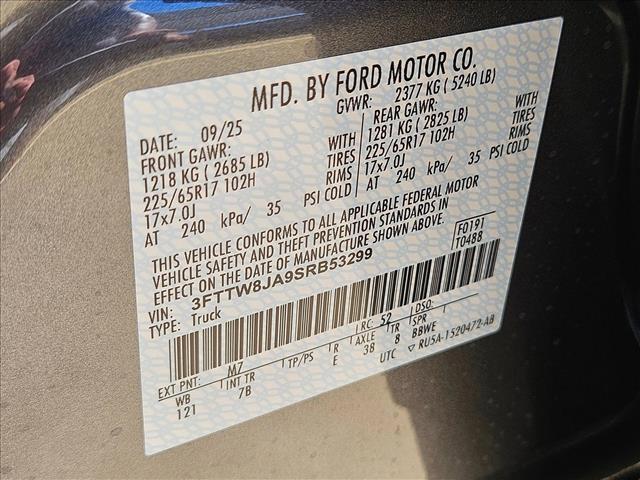 MFD. BY FORD MOTOR CO.
DATE: 09/25 GVWR: 2377 KG ( 5240 LB)
FRONT GAWR: REAR GAWR:
1218 KG ( 2685 LB) WITH 1281 KG ( 2825 LB) WITH
225/65R17 102H TIRES 225/65R17 102H TIRES
17x7.0J RIMS 17x7.0J RIMS
AT 240 kPa/ 35 PSI COLD AT 240 kPa/ 35 PSI COLD
THIS VEHICLE CONFORMS TO ALL APPLICABLE FEDERAL MOTOR
VEHICLE SAFETY AND THEFT PREVENTION STANDARDS IN
EFFECT ON THE DATE OF MANUFACTURE SHOWN ABOVE.
VIN: 3FTTW8JA9SRB53299 F0191
TYPE: Truck T0488
EXT PNT: M7 RC: 52 DSO:
WB INT TR TP/PS R AXLE TR SPR
121 7B E 38 8 BBWE
UTC ▽ RU5A-1520472-AB